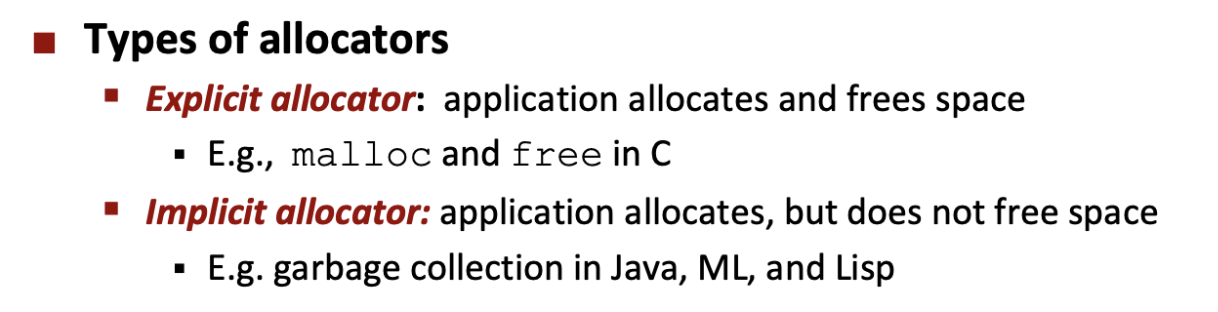 Types of allocators
Explicit allocator: application allocates and frees space
E.g., malloc and free in C
Implicit allocator: application allocates, but does not free space
E.g. garbage collection in Java, ML, and Lisp